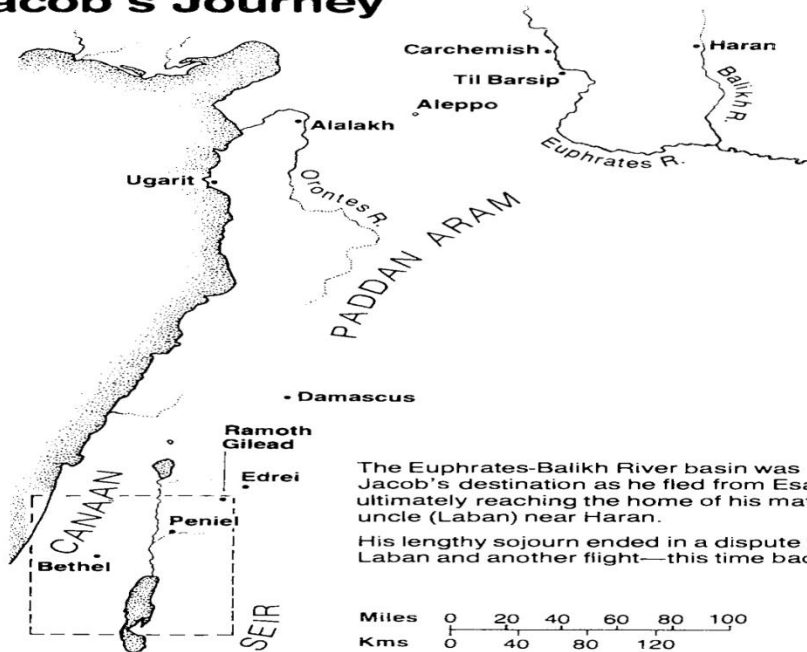 acob's Journey
Carchemish
Haran
Til Barsip
Balikh R.
Aleppo
Alalakh
Euphrates R.
Ugarit
Orontes R.
PADDAN ARAM
Damascus
Ramoth
Gilead
Edrei
CANAAN
Peniel
Bethel
SEIR
The Euphrates-Balikh River basin was
Jacob's destination as he fled from Esa
ultimately reaching the home of his ma
uncle (Laban) near Haran.
His lengthy sojourn ended in a dispute
Laban and another flight—this time bac
Miles 0 20 40 60 80 100
Kms 0 40 80 120